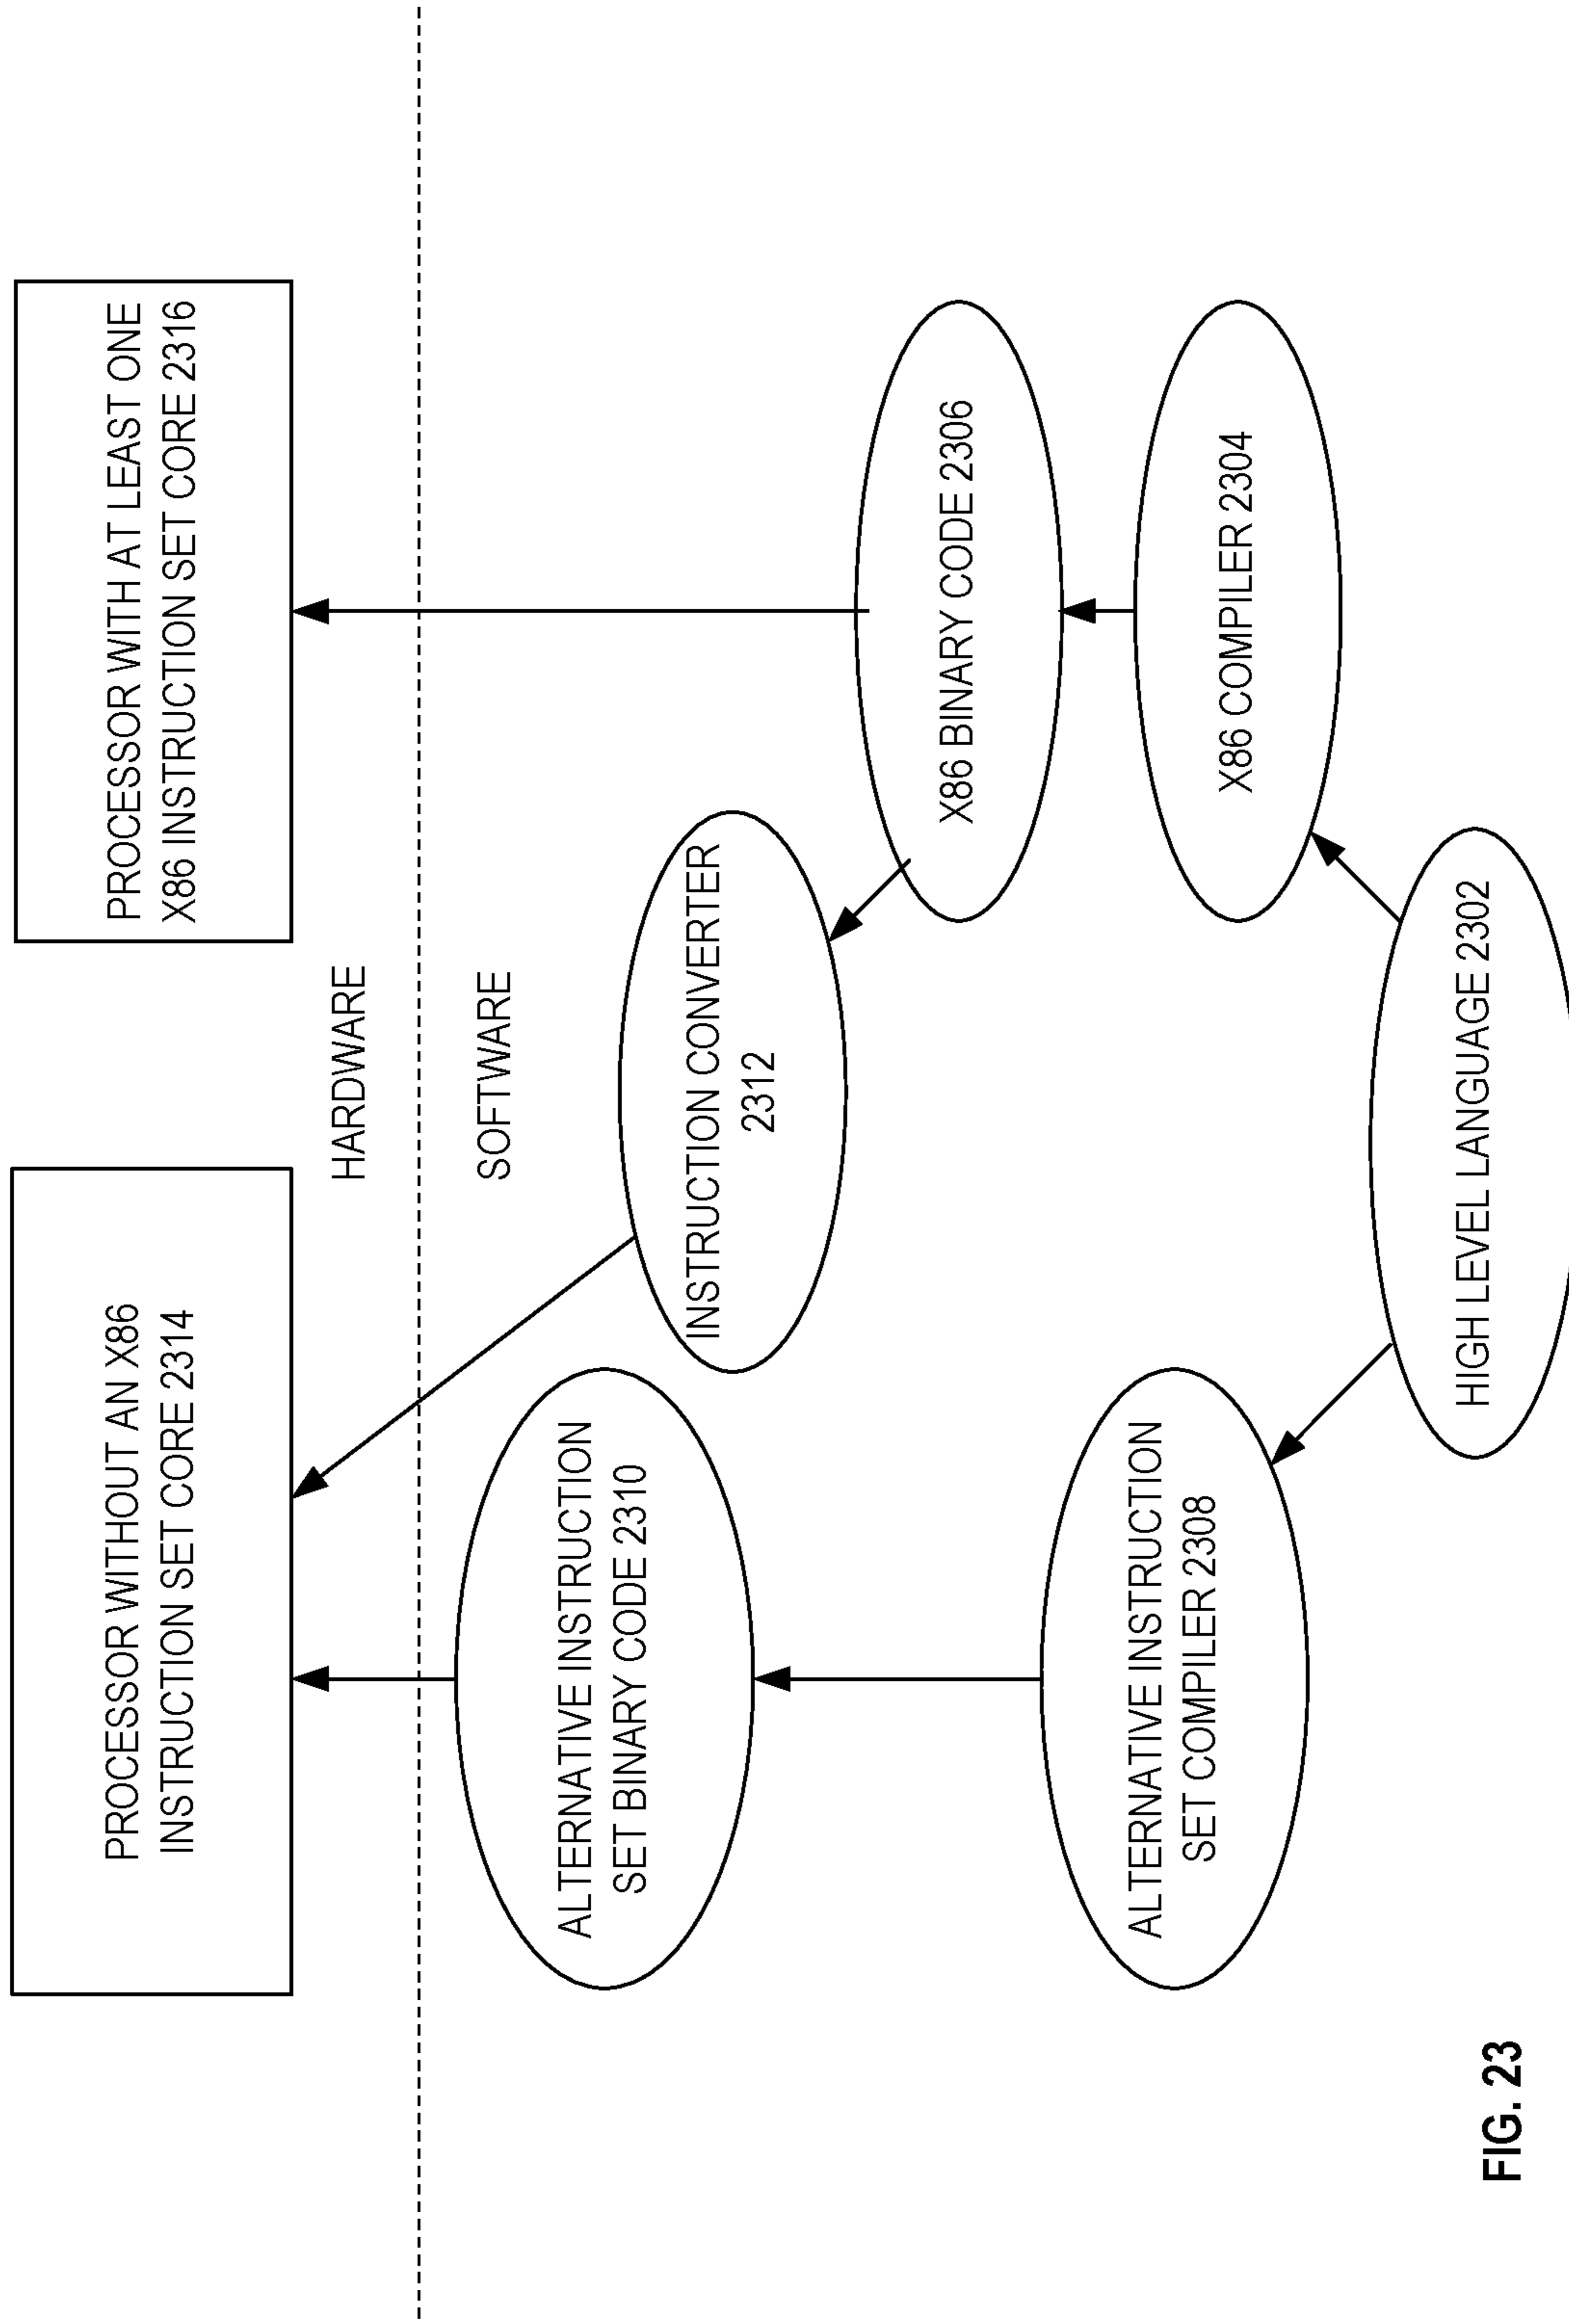 PROCESSOR WITHOUT AN X86
INSTRUCTION SET CORE 2314
PROCESSOR WITH AT LEAST ONE
X86 INSTRUCTION SET CORE 2316
HARDWARE
SOFTWARE
ALTERNATIVE INSTRUCTION
SET BINARY CODE 2310
INSTRUCTION CONVERTER
2312
X86 BINARY CODE 2306
ALTERNATIVE INSTRUCTION
SET COMPILER 2308
X86 COMPILER 2304
HIGH LEVEL LANGUAGE 2302
FIG. 23